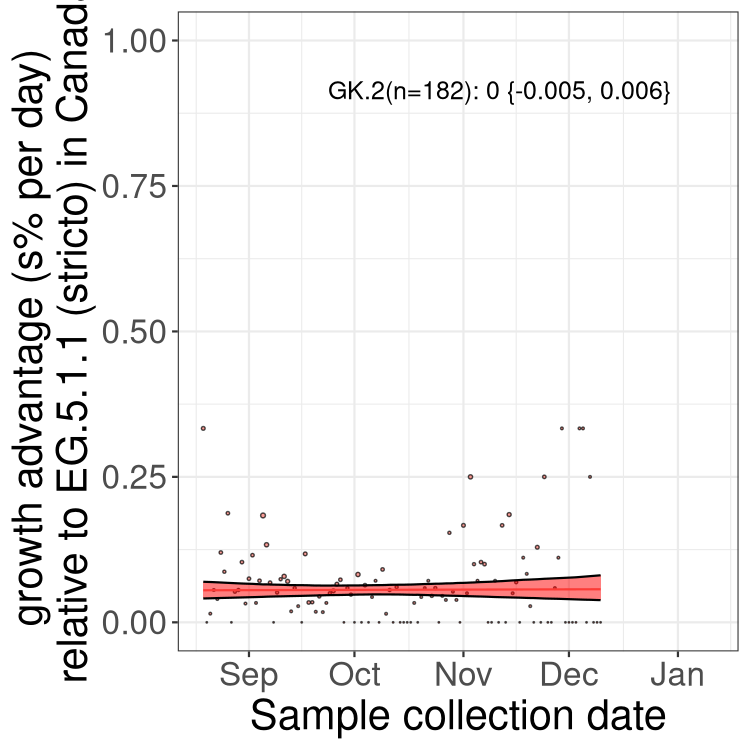 growth advantage (s% per day)
relative to EG.5.1.1 (stricto) in Canada
1.00
0.75
0.50
0.25
0.00
GK.2(n=182): 0 {-0.005, 0.006}
Sep Oct Nov Dec Jan
Sample collection date